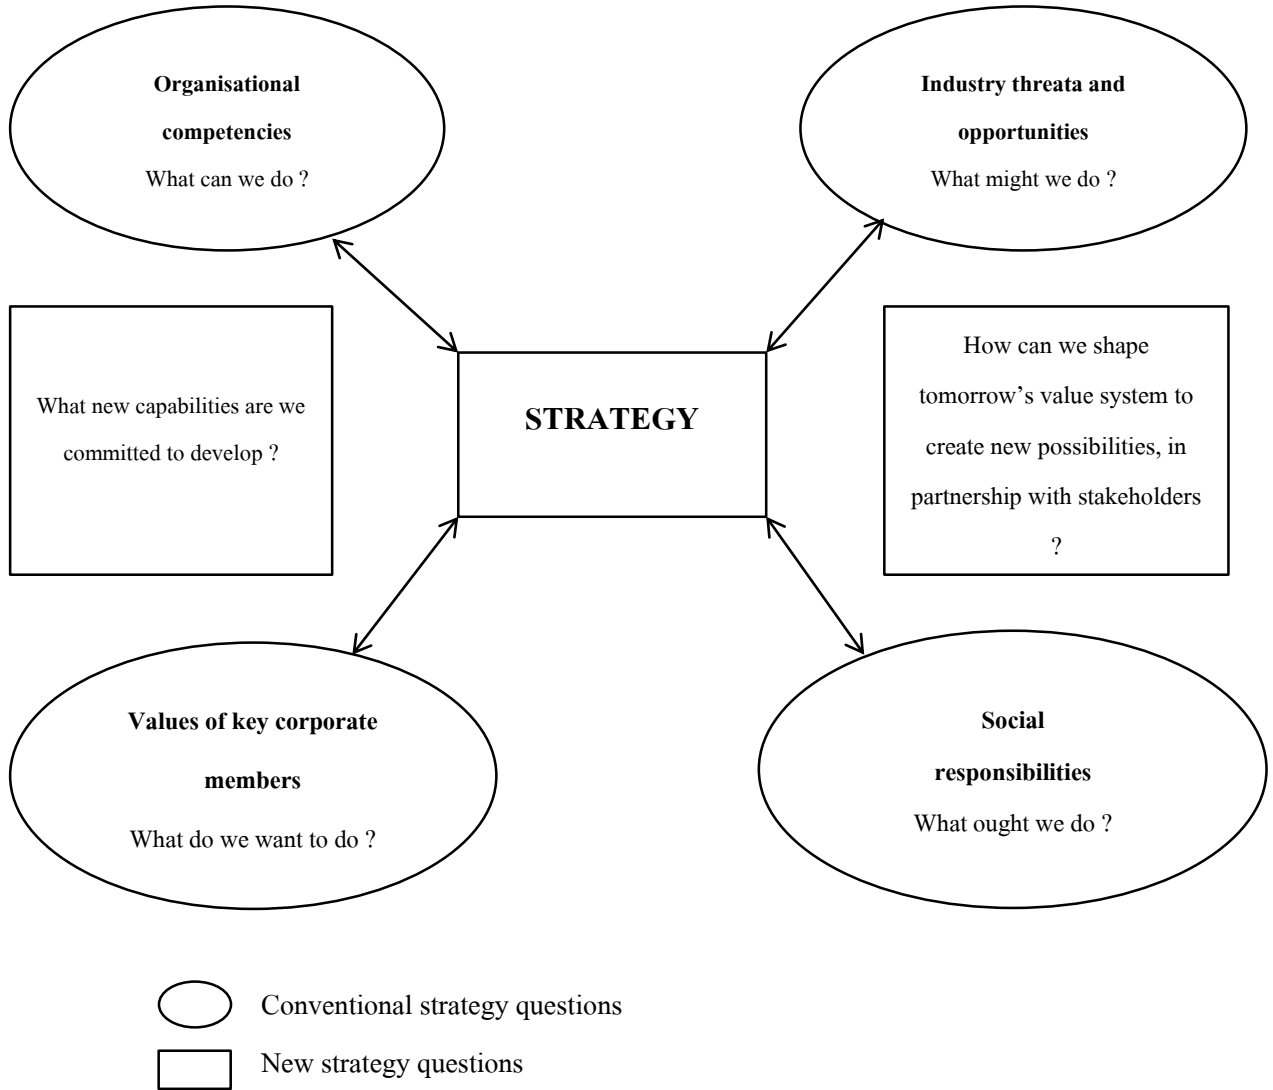 Organisational
competencies
What can we do ?
Industry threata and
opportunities
What might we do ?
What new capabilities are we
committed to develop ?
STRATEGY
How can we shape
tomorrow’s value system to
create new possibilities, in
partnership with stakeholders
?
Values of key corporate
members
What do we want to do ?
Social
responsibilities
What ought we do ?
Conventional strategy questions
New strategy questions